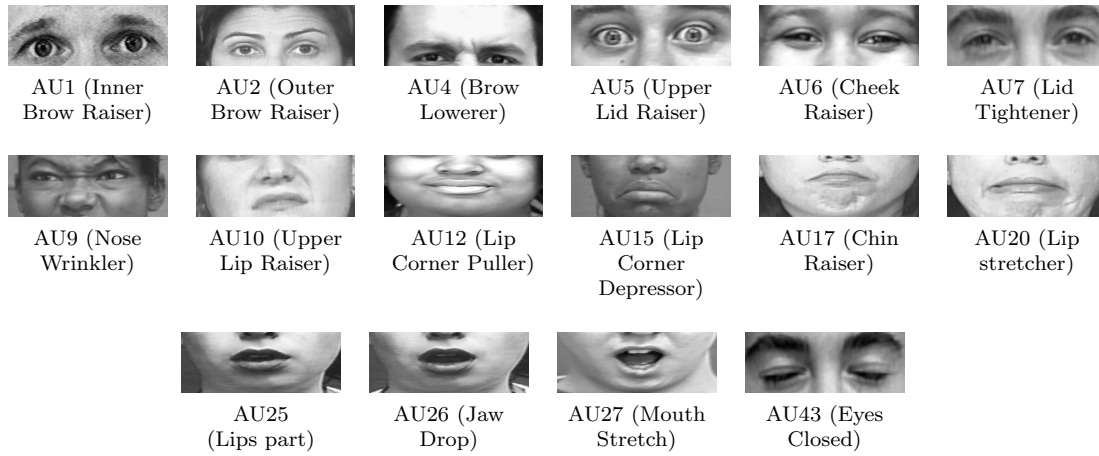 AU1 (Inner
Brow Raiser)
AU2 (Outer
Brow Raiser)
AU4 (Brow
Lowerer)
AU5 (Upper
Lid Raiser)
AU6 (Cheek
Raiser)
AU7 (Lid
Tightener)
AU9 (Nose
Wrinkler)
AU10 (Upper
Lip Raiser)
AU12 (Lip
Corner Puller)
AU15 (Lip
Corner
Depressor)
AU17 (Chin
Raiser)
AU20 (Lip
stretcher)
AU25
(Lips part)
AU26 (Jaw
Drop)
AU27 (Mouth
Stretch)
AU43 (Eyes
Closed)